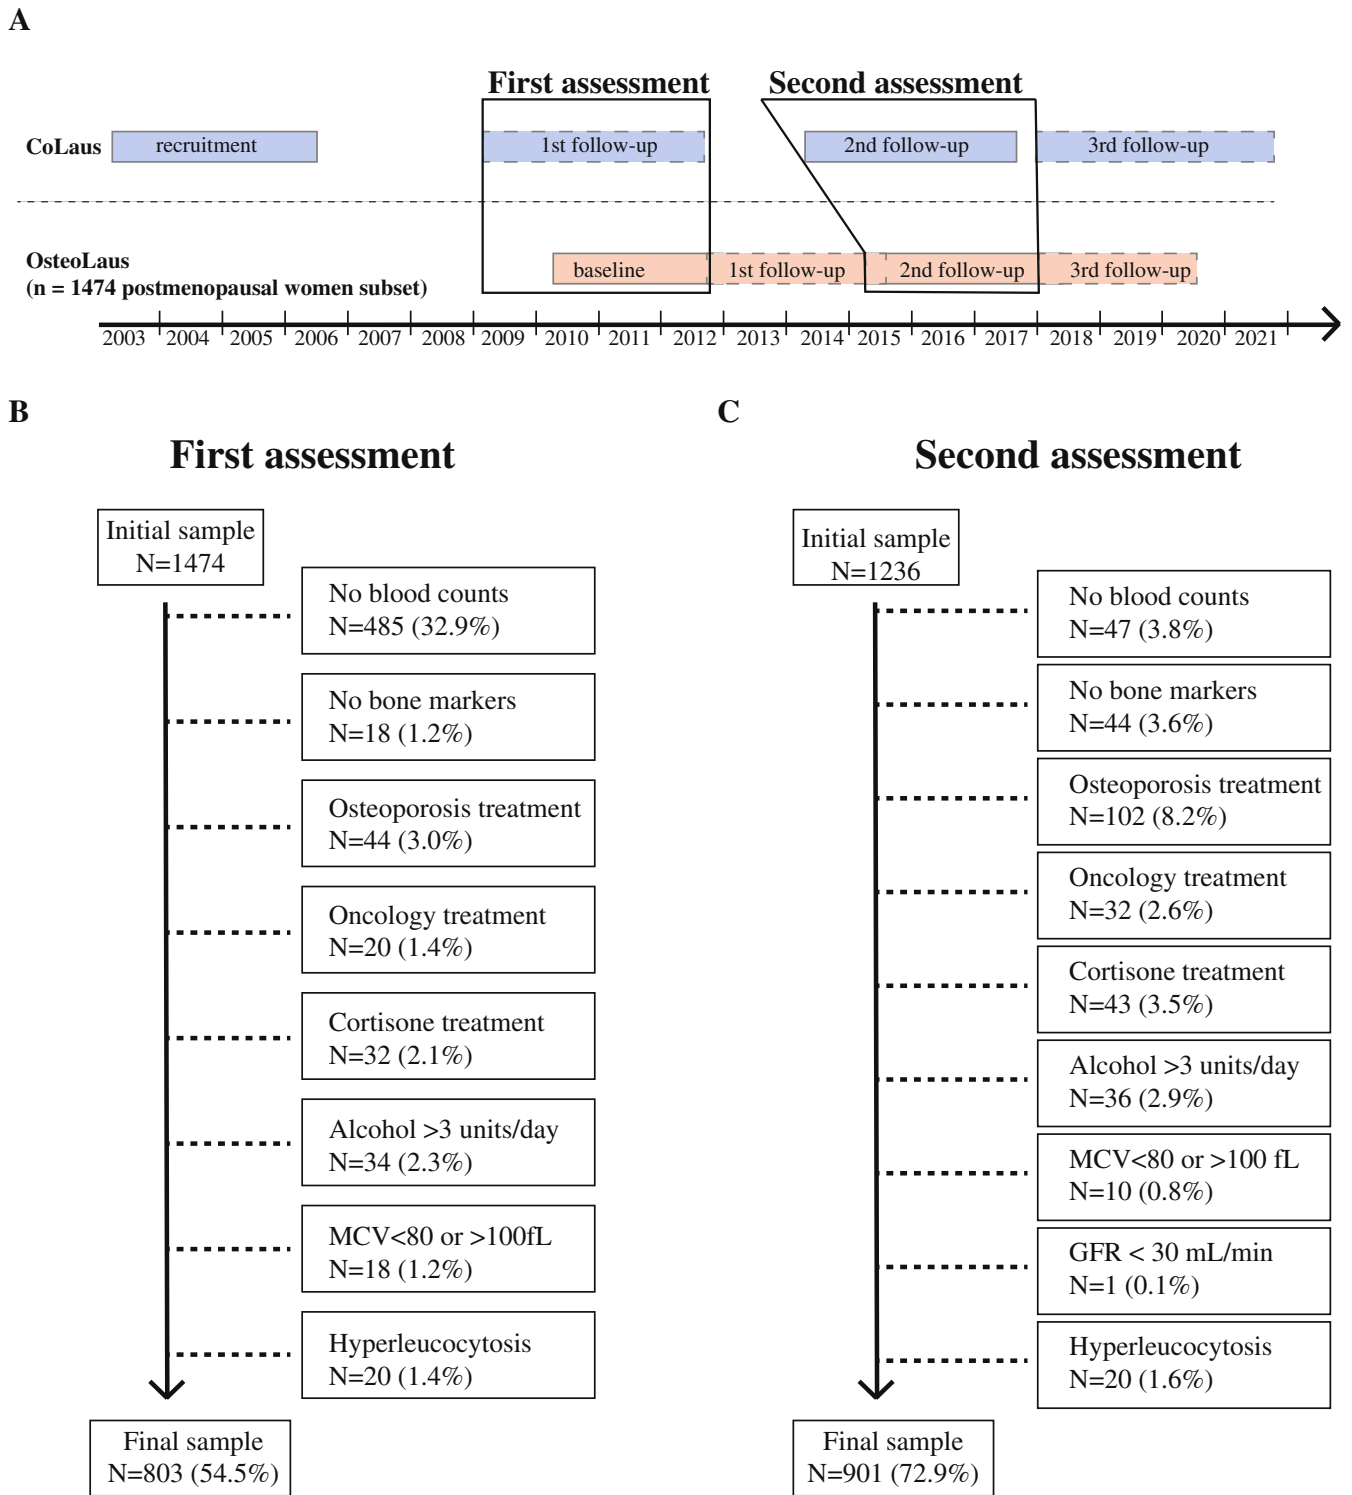 A
First assessment
Second assessment
CoLaus
recruitment
1st follow-up
2nd follow-up
3rd follow-up
OsteoLaus
(n = 1474 postmenopausal women subset)
baseline
1st follow-up
2nd follow-up
3rd follow-up
2003 2004 2005 2006 2007 2008 2009 2010 2011 2012 2013 2014 2015 2016 2017 2018 2019 2020 2021
B
First assessment
Initial sample
N=1474
No blood counts
N=485 (32.9%)
No bone markers
N=18 (1.2%)
Osteoporosis treatment
N=44 (3.0%)
Oncology treatment
N=20 (1.4%)
Cortisone treatment
N=32 (2.1%)
Alcohol >3 units/day
N=34 (2.3%)
MCV<80 or >100fL
N=18 (1.2%)
Hyperleucocytosis
N=20 (1.4%)
Final sample
N=803 (54.5%)
C
Second assessment
Initial sample
N=1236
No blood counts
N=47 (3.8%)
No bone markers
N=44 (3.6%)
Osteoporosis treatment
N=102 (8.2%)
Oncology treatment
N=32 (2.6%)
Cortisone treatment
N=43 (3.5%)
Alcohol >3 units/day
N=36 (2.9%)
MCV<80 or >100 fL
N=10 (0.8%)
GFR < 30 mL/min
N=1 (0.1%)
Hyperleucocytosis
N=20 (1.6%)
Final sample
N=901 (72.9%)